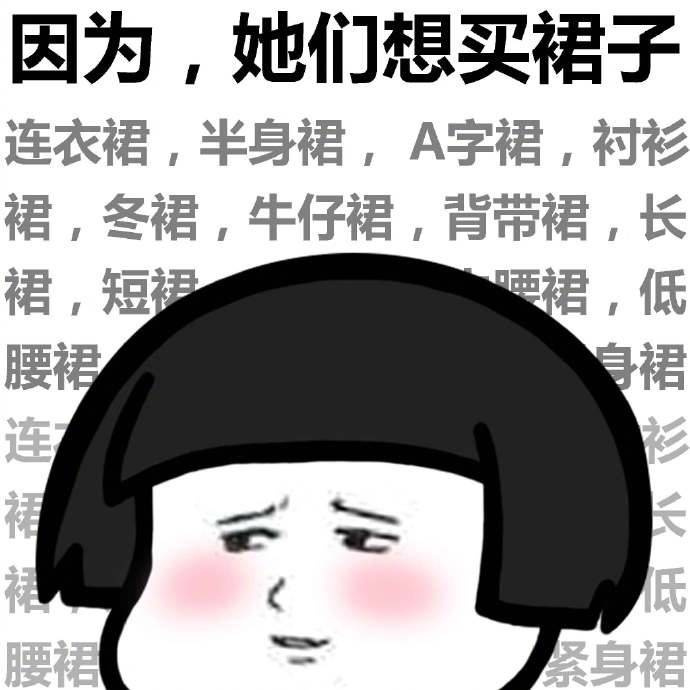 因为，她们想买裙子
连衣裙，半身裙， A字裙，衬衫
裙，冬裙，牛仔裙，背带裙，长
裙，短裙 腰裙，低
腰裙 身裙
连 衫
裙 长
裙 低
腰裙 紧身裙